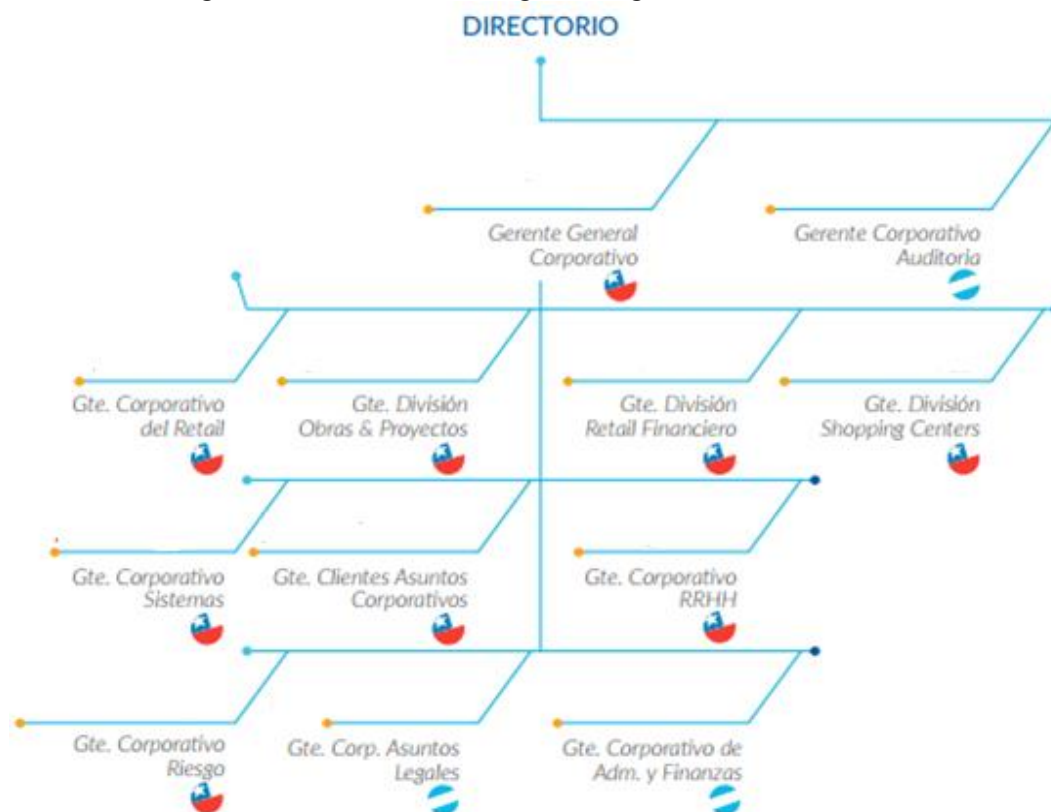 DIRECTORIO
Gerente General
Corporativo
Gerente Corporativo
Auditoria
Gte. Corporativo
del Retail
Gte. División
Obras & Proyectos
Gte. División
Retail Financiero
Gte. División
Shopping Centers
Gte. Corporativo
Sistemas
Gte. Clientes Asuntos
Corporativos
Gte. Corporativo
RRHH
Gte. Corporativo
Riesgo
Gte. Corp. Asuntos
Legales
Gte. Corporativo de
Adm. y Finanzas